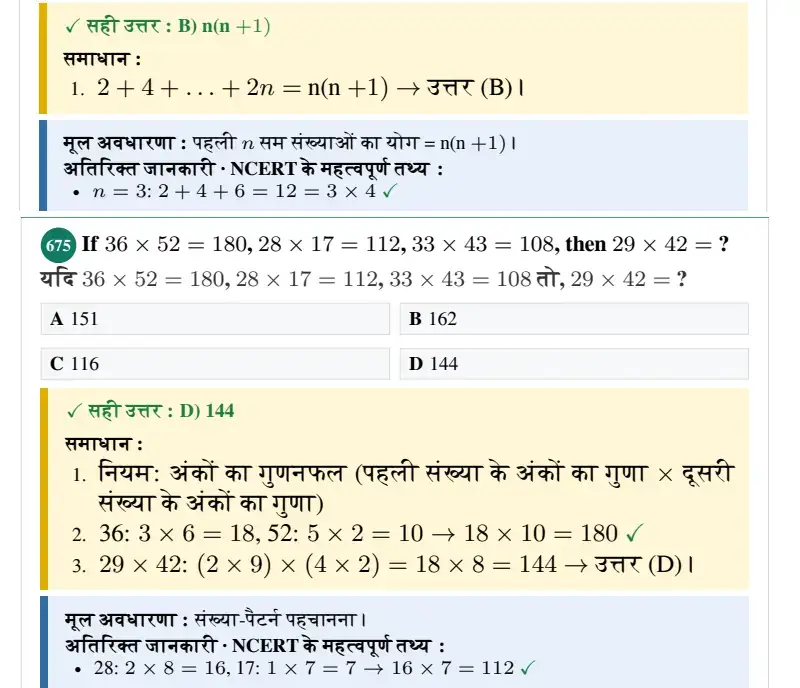 ✓ सही उत्तर : B) n(n +1)
समाधान :
1. 2 + 4 + . . . + 2n = n(n +1) → उत्तर (B)।
मूल अवधारणा : पहली n सम संख्याओं का योग = n(n +1)।
अतिरिक्त जानकारी · NCERT के महत्वपूर्ण तथ्य :
• n = 3: 2 + 4 + 6 = 12 = 3 × 4 ✓
675 If 36 × 52 = 180, 28 × 17 = 112, 33 × 43 = 108, then 29 × 42 = ?
यदि 36 × 52 = 180, 28 × 17 = 112, 33 × 43 = 108 तो, 29 × 42 = ?
A 151
B 162
C 116
D 144
✓ सही उत्तर : D) 144
समाधान :
1. नियम: अंकों का गुणनफल (पहली संख्या के अंकों का गुणा × दूसरी
संख्या के अंकों का गुणा)
2. 36: 3 × 6 = 18, 52: 5 × 2 = 10 → 18 × 10 = 180 ✓
3. 29 × 42: (2 × 9) × (4 × 2) = 18 × 8 = 144 → उत्तर (D)।
मूल अवधारणा : संख्या-पैटर्न पहचानना।
अतिरिक्त जानकारी · NCERT के महत्वपूर्ण तथ्य :
• 28: 2 × 8 = 16, 17: 1 × 7 = 7 → 16 × 7 = 112 ✓